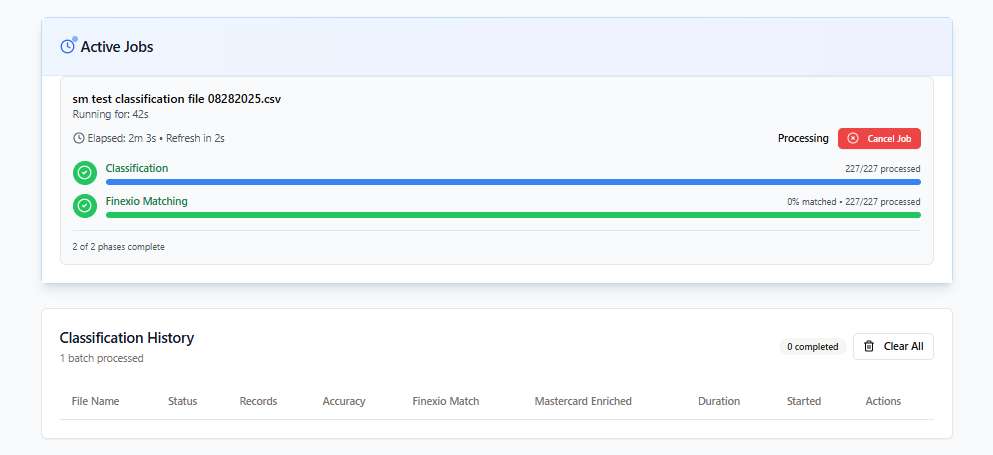 Active Jobs
sm test classification file 08282025.csv
Running for: 42s
Elapsed: 2m 3s • Refresh in 2s
Processing
Cancel Job
Classification
227/227 processed
Finexio Matching
0% matched • 227/227 processed
2 of 2 phases complete
Classification History
1 batch processed
0 completed
Clear All
File Name Status Records Accuracy Finexio Match Mastercard Enriched Duration Started Actions